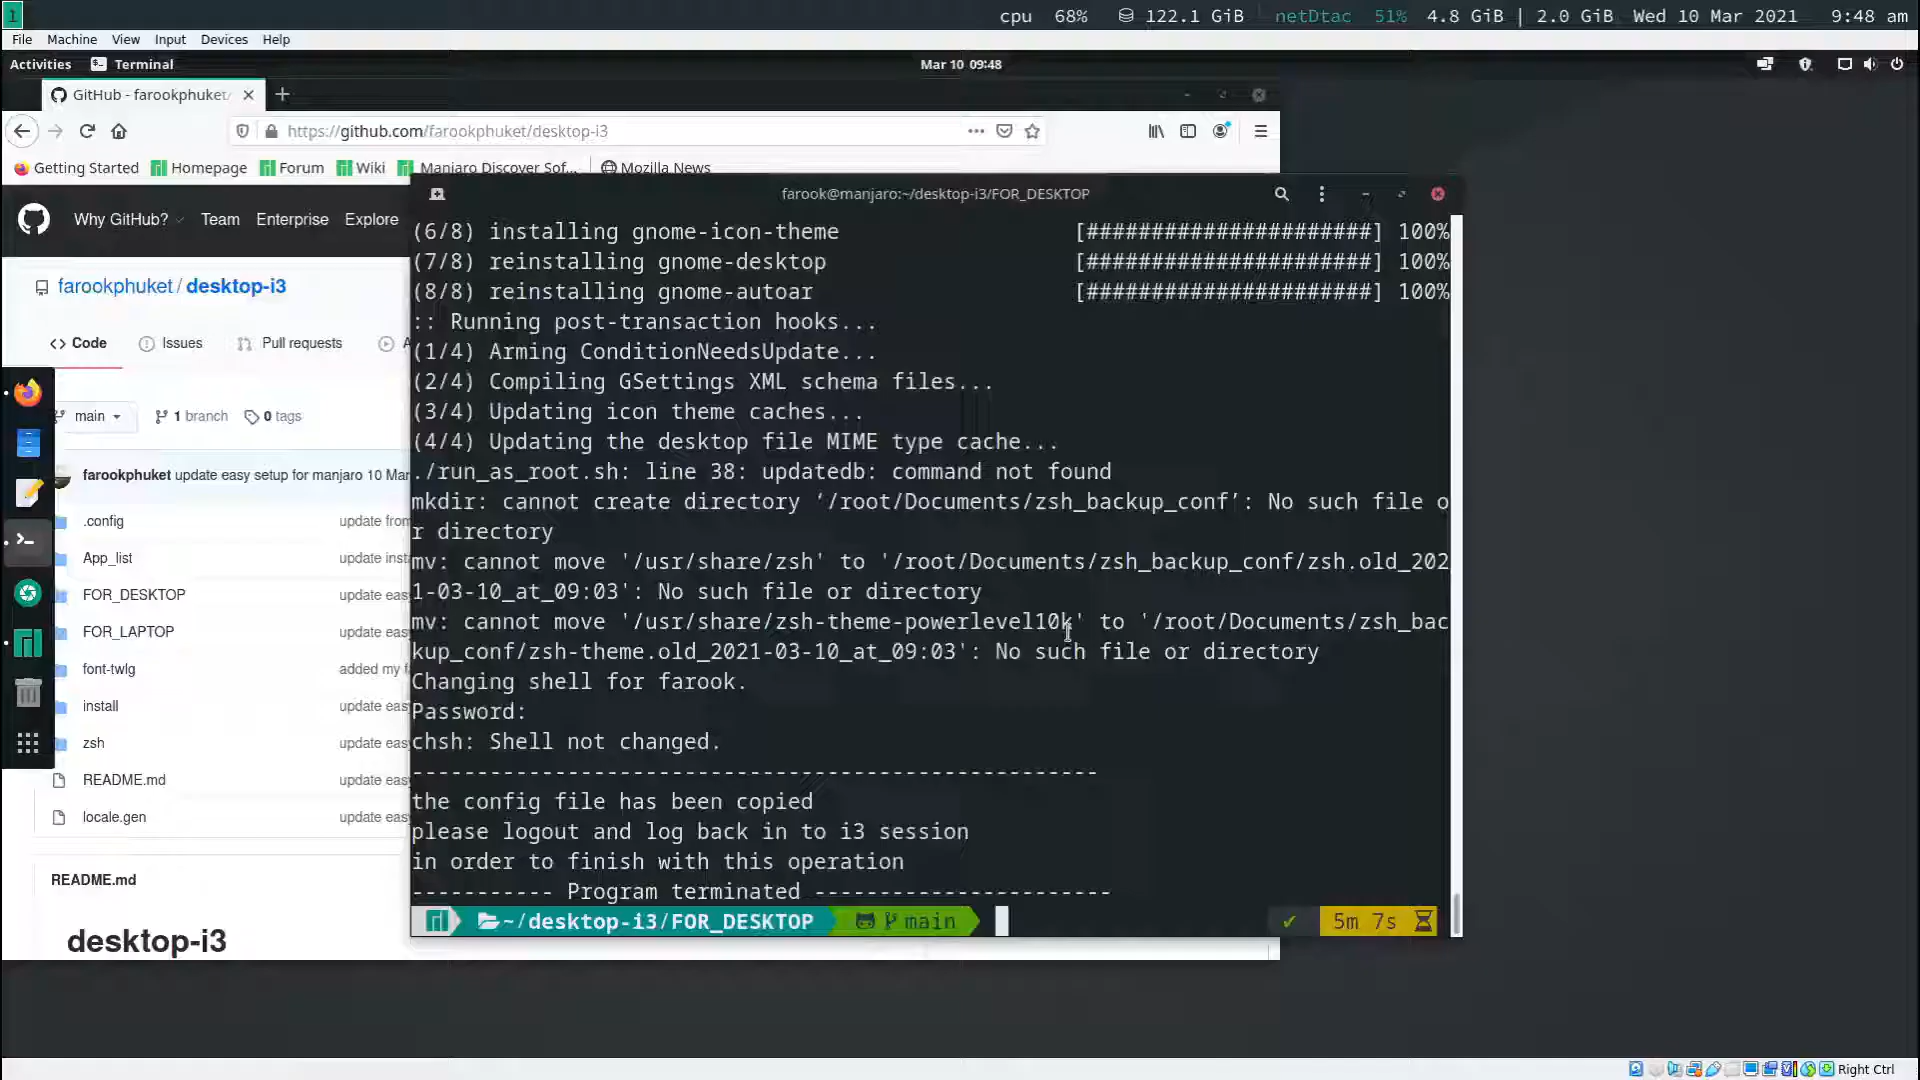 1
cpu 68% 122.1 GiB netDtac 51% 4.8 GiB | 2.0 GiB Wed 10 Mar 2021 9:48 am
File Machine View Input Devices Help
Activities Terminal Mar 10 09:48
GitHub - farookphuket/
https://github.com/farookphuket/desktop-i3
Getting Started Homepage Forum Wiki Manjaro Discover Sof... Mozilla News
farook@manjaro:~/desktop-i3/FOR_DESKTOP
Why GitHub? Team Enterprise Explore
farookphuket / desktop-i3
Code Issues Pull requests A
main 1 branch 0 tags
farookphuket update easy setup for manjaro 10 Mar
.config update from
App_list update inst
FOR_DESKTOP update eas
FOR_LAPTOP update eas
font-twlg added my f
install update eas
zsh update eas
README.md update eas
locale.gen update eas
README.md
desktop-i3
(6/8) installing gnome-icon-theme [######################] 100%
(7/8) reinstalling gnome-desktop [######################] 100%
(8/8) reinstalling gnome-autoar [######################] 100%
:: Running post-transaction hooks...
(1/4) Arming ConditionNeedsUpdate...
(2/4) Compiling GSettings XML schema files...
(3/4) Updating icon theme caches...
(4/4) Updating the desktop file MIME type cache...
./run_as_root.sh: line 38: updatedb: command not found
mkdir: cannot create directory ‘/root/Documents/zsh_backup_conf’: No such file o
r directory
mv: cannot move '/usr/share/zsh' to '/root/Documents/zsh_backup_conf/zsh.old_202
1-03-10_at_09:03': No such file or directory
mv: cannot move '/usr/share/zsh-theme-powerlevel10k' to '/root/Documents/zsh_bac
kup_conf/zsh-theme.old_2021-03-10_at_09:03': No such file or directory
Changing shell for farook.
Password:
chsh: Shell not changed.
-----------------------------------------------------
the config file has been copied
please logout and log back in to i3 session
in order to finish with this operation
----------- Program terminated -----------------------
~/desktop-i3/FOR_DESKTOP main ✔ 5m 7s
Right Ctrl